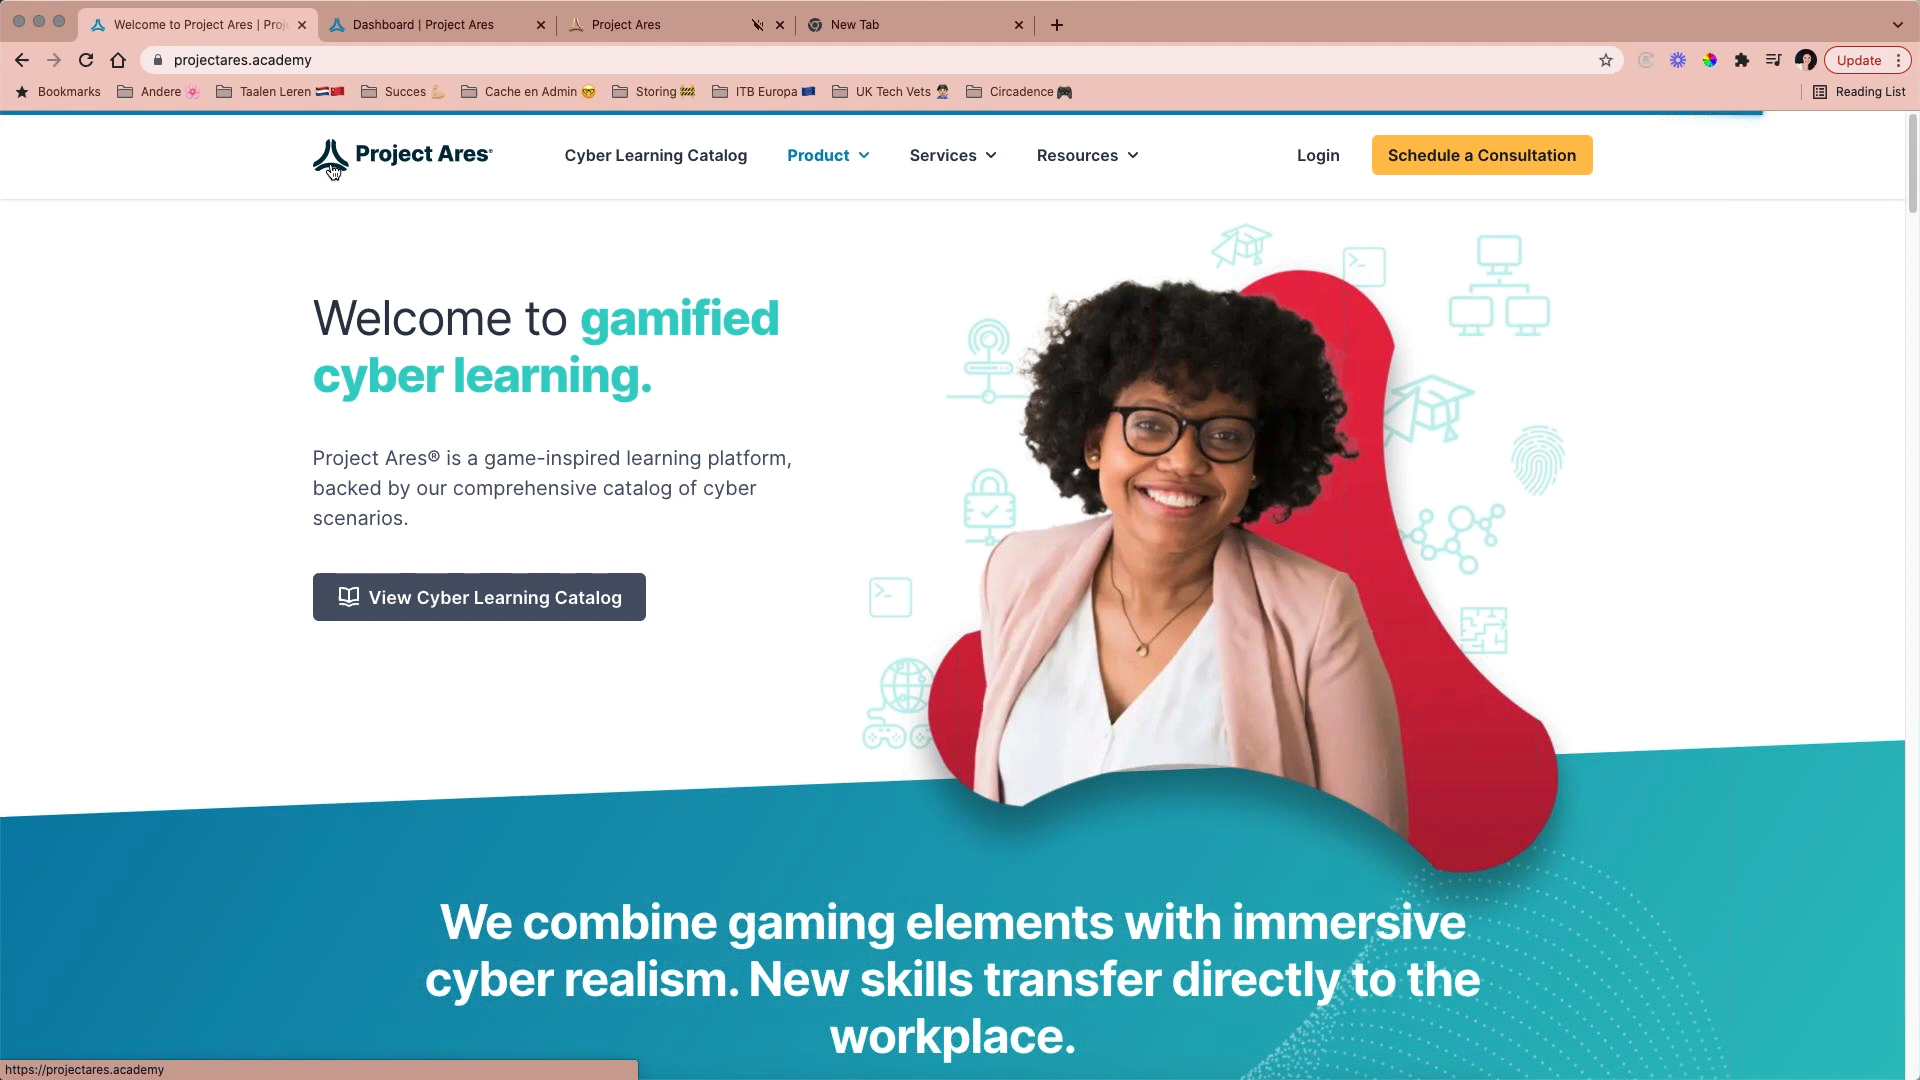 Welcome to Project Ares | Proj
Dashboard | Project Ares
Project Ares
New Tab
projectares.academy
Update
Bookmarks
Andere 🌸
Taalen Leren 🇳🇱🇨🇳
Succes 💪🏼
Cache en Admin 🤓
Storing 🚧
ITB Europa 🇪🇺
UK Tech Vets
Circadence 🎮
Reading List
Project Ares®
Cyber Learning Catalog
Product
Services
Resources
Login
Schedule a Consultation
Welcome to gamified
cyber learning.
Project Ares® is a game-inspired learning platform,
backed by our comprehensive catalog of cyber
scenarios.
View Cyber Learning Catalog
We combine gaming elements with immersive
cyber realism. New skills transfer directly to the
workplace.
https://projectares.academy